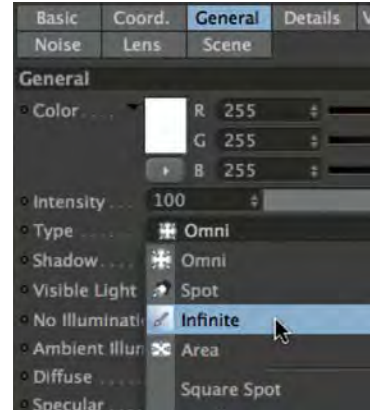 Basic Coord. General Details
Noise Lens Scene
General
Color.... R 255
G 255
B 255
Intensity... 100
Type...... Omni
Shadow.... Omni
Visible Light Spot
No Illuminati Infinite
Ambient Illun Area
Diffuse .....
Square Spot
Specular